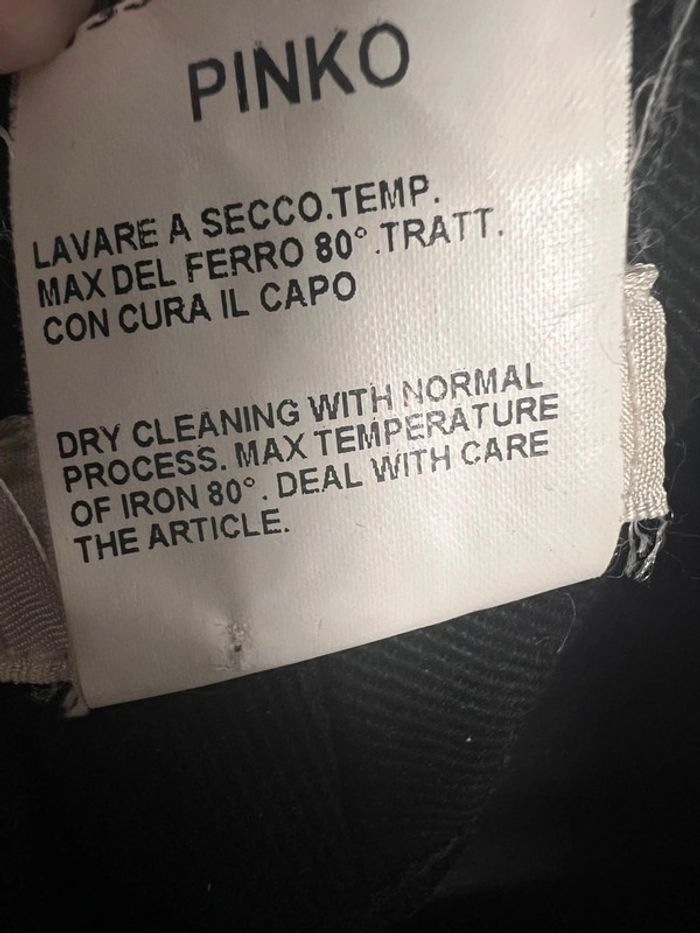 PINKO
LAVARE A SECCO.TEMP.
MAX DEL FERRO 80°.TRATT.
CON CURA IL CAPO
DRY CLEANING WITH NORMAL
PROCESS. MAX TEMPERATURE
OF IRON 80°. DEAL WITH CARE
THE ARTICLE.